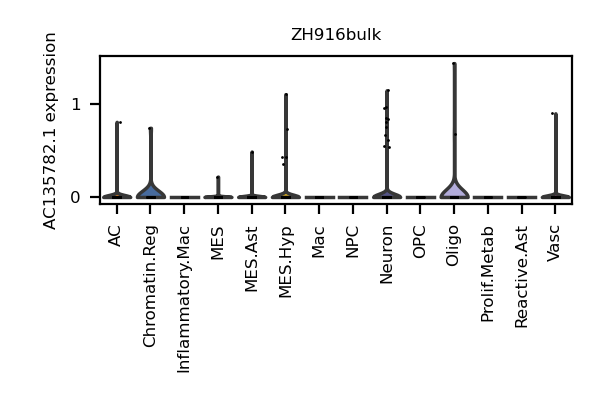 ZH916bulk
AC135782.1 expression
1
0
AC
Chromatin.Reg
Inflammatory.Mac
MES
MES.Ast
MES.Hyp
Mac
NPC
Neuron
OPC
Oligo
Prolif.Metab
Reactive.Ast
Vasc